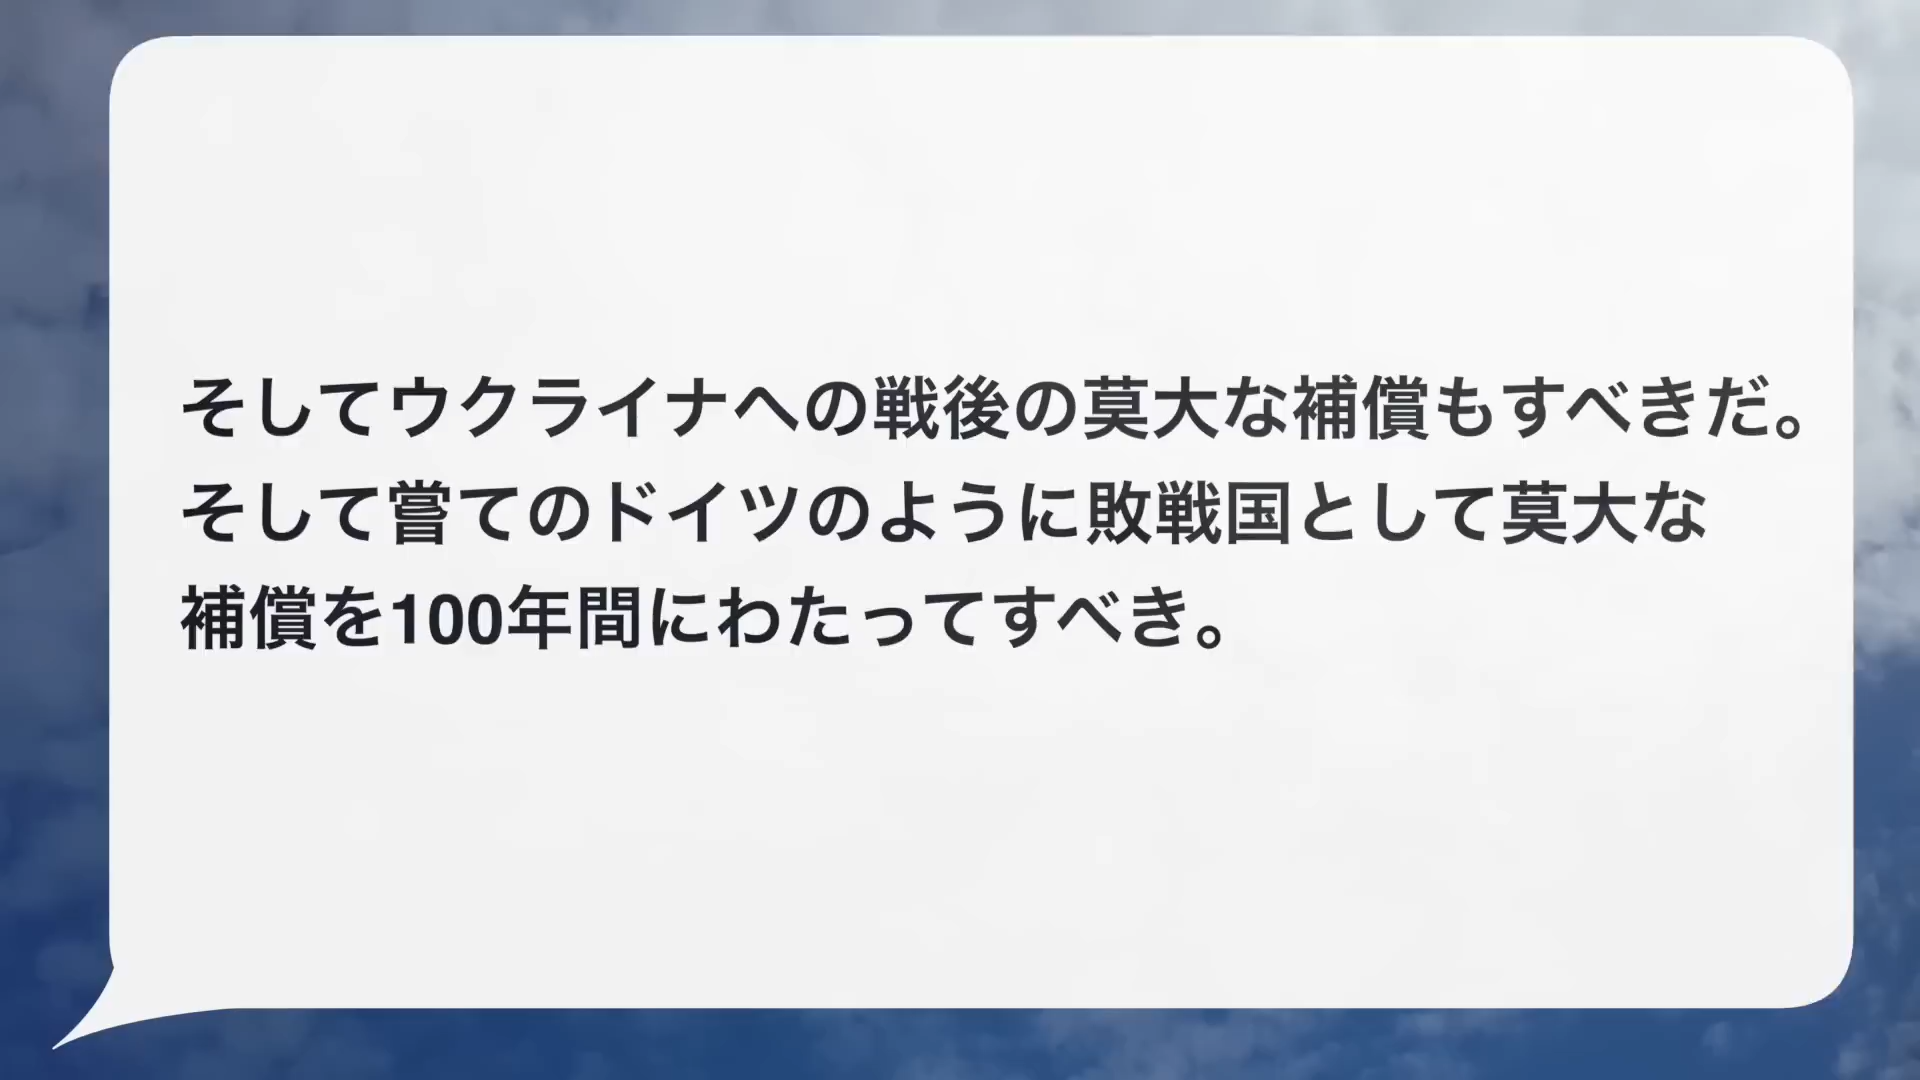 そしてウクライナへの戦後の莫大な補償もすべきだ。
そして嘗てのドイツのように敗戦国として莫大な
補償を100年間にわたってすべき。